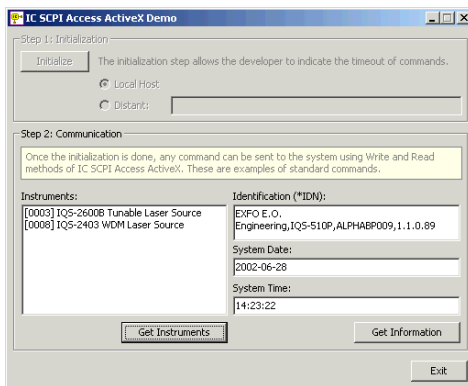 IC SCPI Access ActiveX Demo
Step 1: Initialization
Initialize
The initialization step allows the developer to indicate the timeout of commands.
Local Host
Distant:
Step 2: Communication
Once the initialization is done, any command can be sent to the system using Write and Read
methods of IC SCPI Access ActiveX. These are examples of standard commands.
Instruments:
[0003] IQS-2600B Tunable Laser Source
[0008] IQS-2403 WDM Laser Source
Identification (*IDN):
EXFO E.O.
Engineering,IQS-510P,ALPHABP009,1.1.0.89
System Date:
2002-06-28
System Time:
14:23:22
Get Instruments
Get Information
Exit